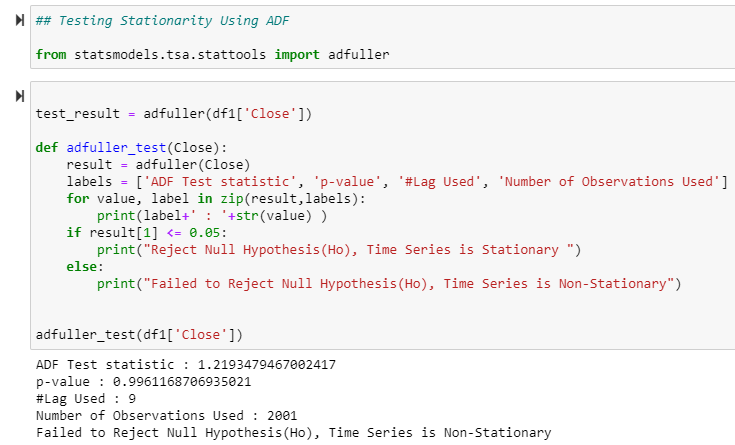 ## Testing Stationarity Using ADF
from statsmodels.tsa.stattools import adfuller
test_result = adfuller(df1['Close'])
def adfuller_test(Close):
    result = adfuller(Close)
    labels = ['ADF Test statistic', 'p-value', '#Lag Used', 'Number of Observations Used']
    for value, label in zip(result,labels):
        print(label+' : '+str(value) )
    if result[1] <= 0.05:
        print("Reject Null Hypothesis(Ho), Time Series is Stationary ")
    else:
        print("Failed to Reject Null Hypothesis(Ho), Time Series is Non-Stationary")
adfuller_test(df1['Close'])
ADF Test statistic : 1.2193479467002417
p-value : 0.9961168706935021
#Lag Used : 9
Number of Observations Used : 2001
Failed to Reject Null Hypothesis(Ho), Time Series is Non-Stationary